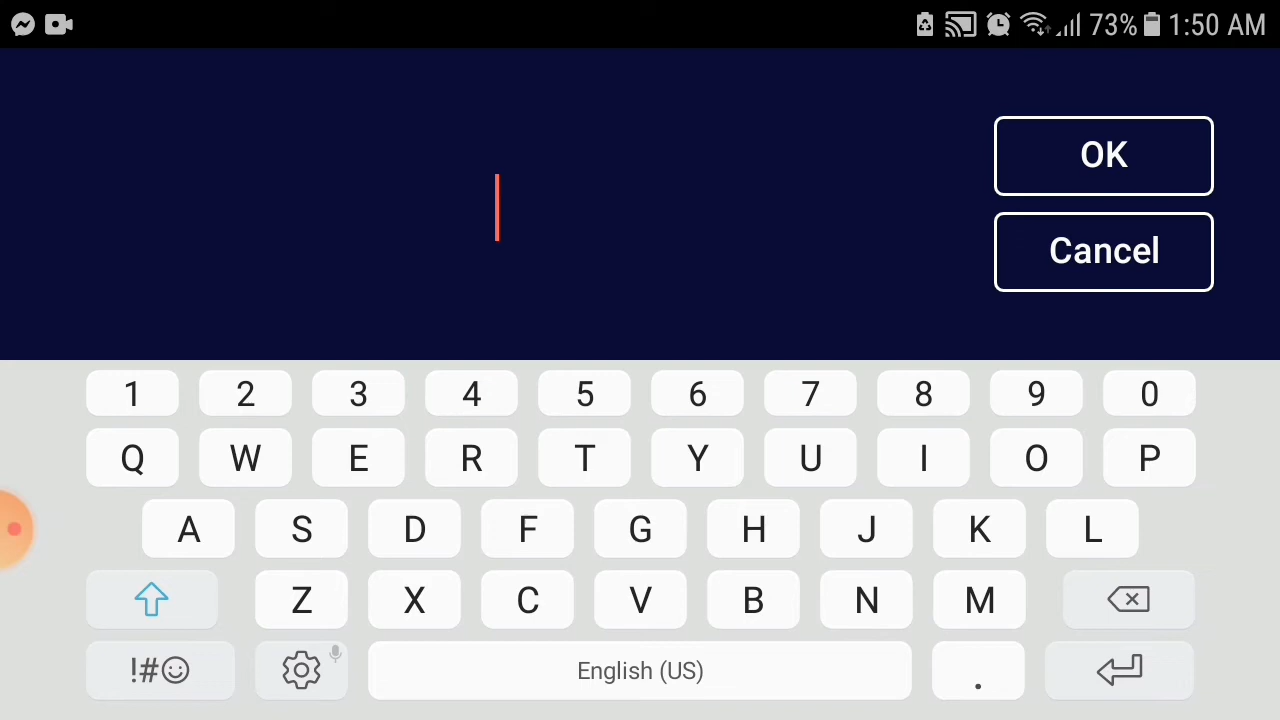 73% 1:50 AM
OK
Cancel
1 2 3 4 5 6 7 8 9 0
Q W E R T Y U I O P
A S D F G H J K L
Z X C V B N M
!#☺ English (US) .